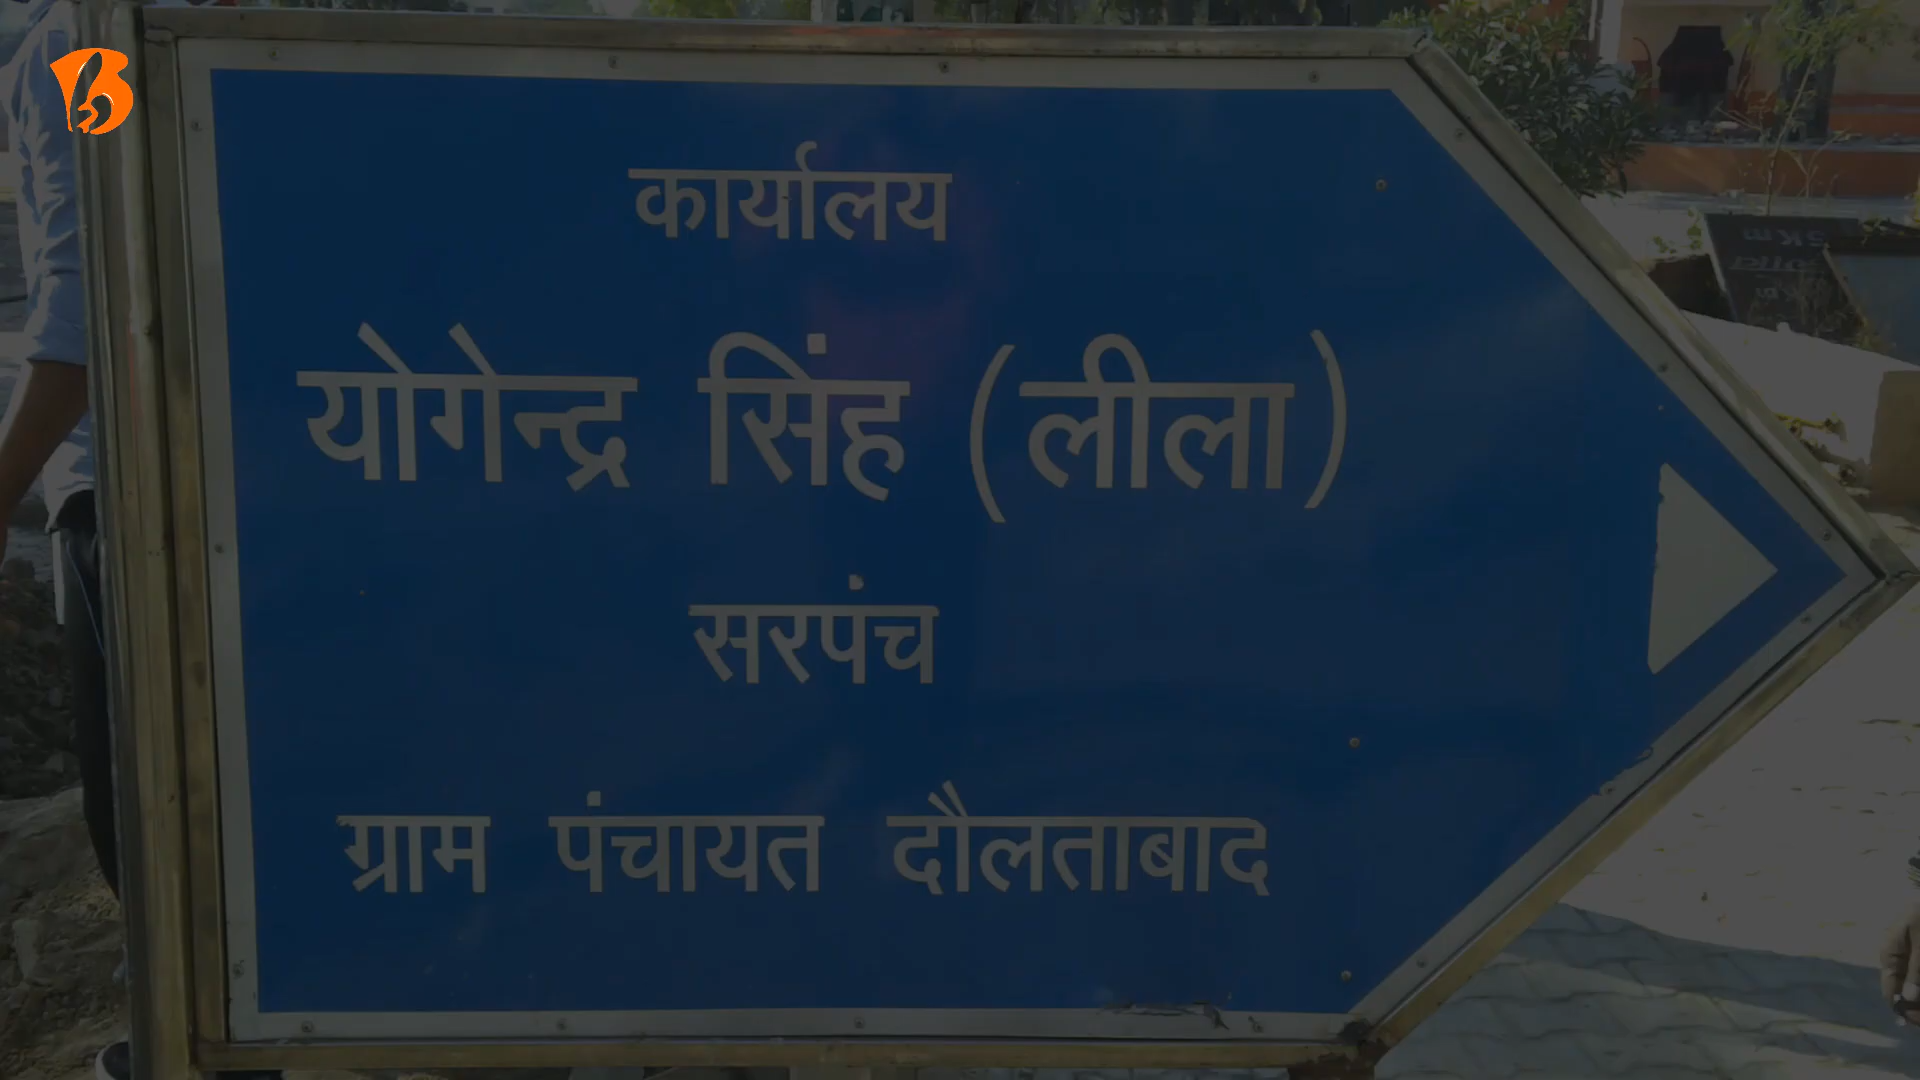 कार्यालय
योगेन्द्र सिंह (लीला)
सरपंच
ग्राम पंचायत दौलताबाद